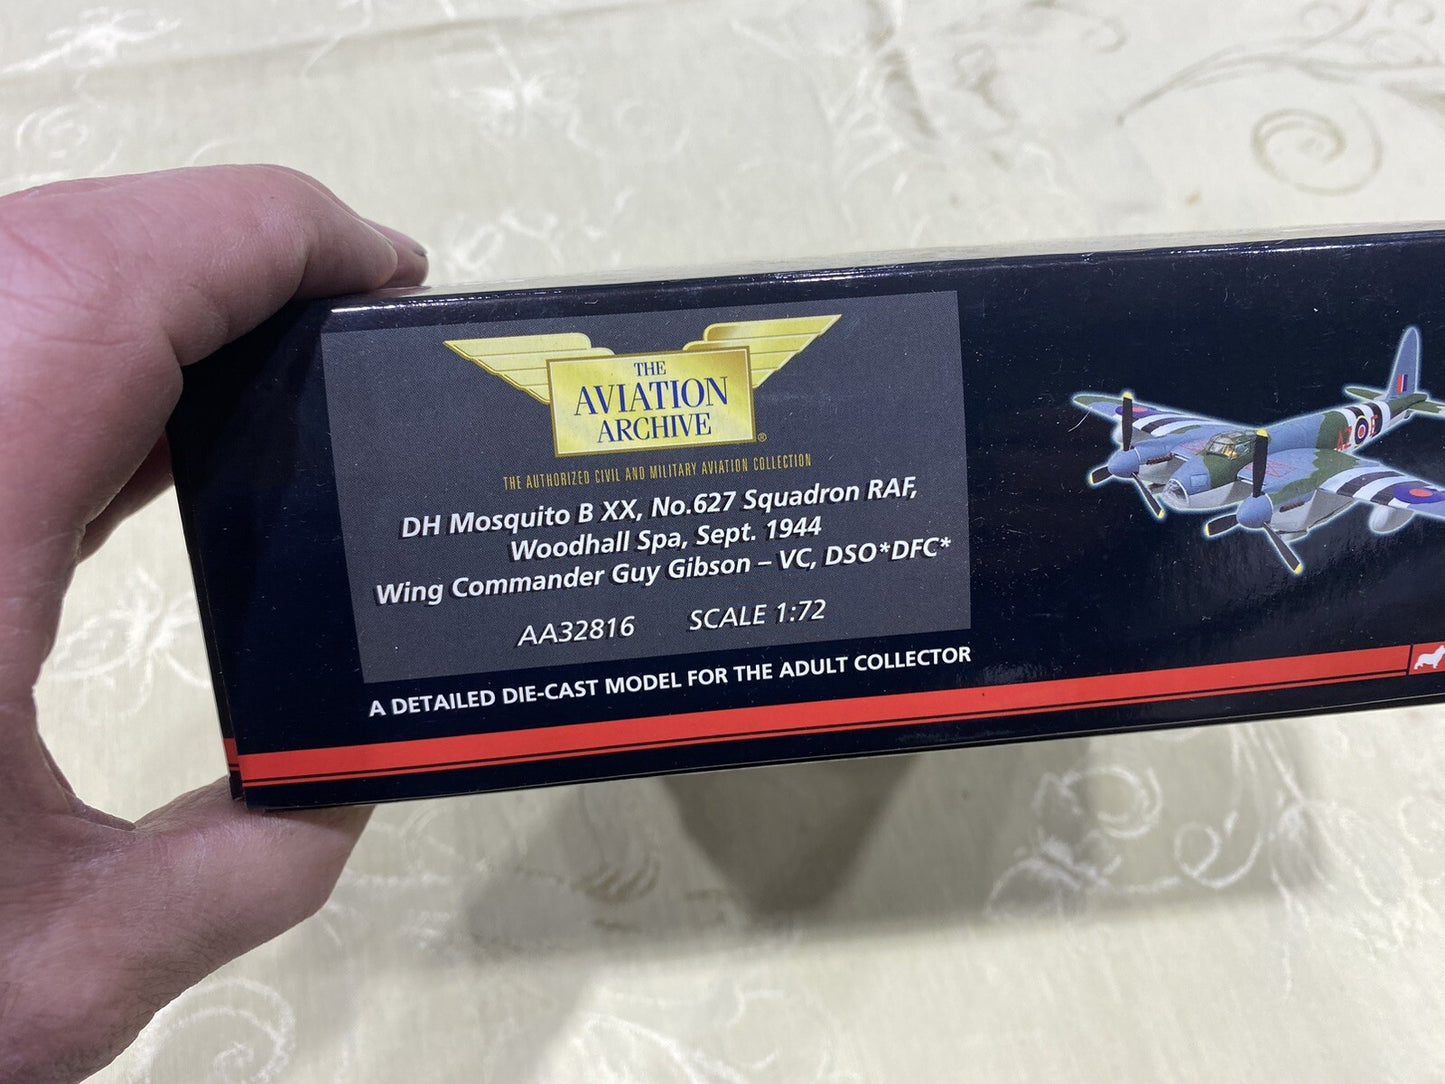 THE
AVIATION
ARCHIVE
®
THE AUTHORIZED CIVIL AND MILITARY AVIATION COLLECTION
DH Mosquito B XX, No.627 Squadron RAF,
Woodhall Spa, Sept. 1944
Wing Commander Guy Gibson – VC, DSO*DFC*
AA32816 SCALE 1:72
A DETAILED DIE-CAST MODEL FOR THE ADULT COLLECTOR